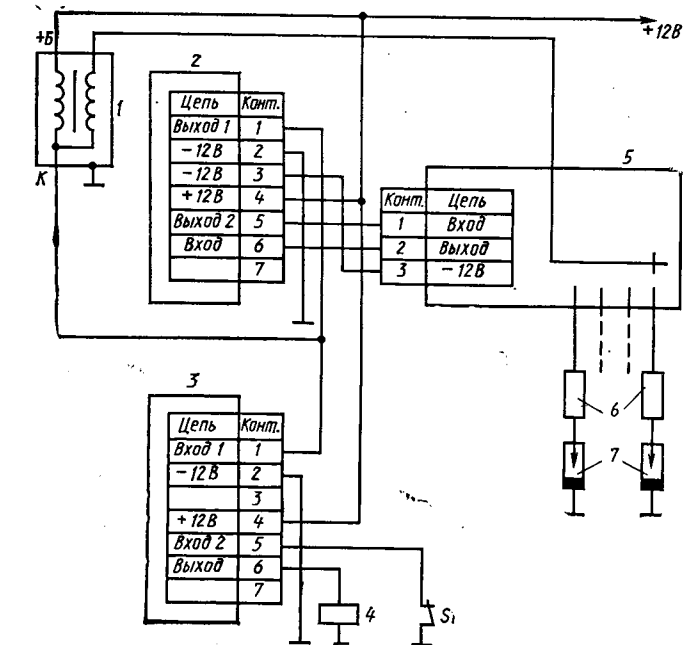 +Б
+12В
1
К
2
Цепь Конт.
Выход 1 1
-12В 2
-12В 3
+12В 4
Выход 2 5
Вход 6
7
5
Конт. Цепь
1 Вход
2 Выход
3 -12В
6
7
3
Цепь Конт.
Вход 1 1
-12В 2
3
+12В 4
Вход 2 5
Выход 6
7
4
S1